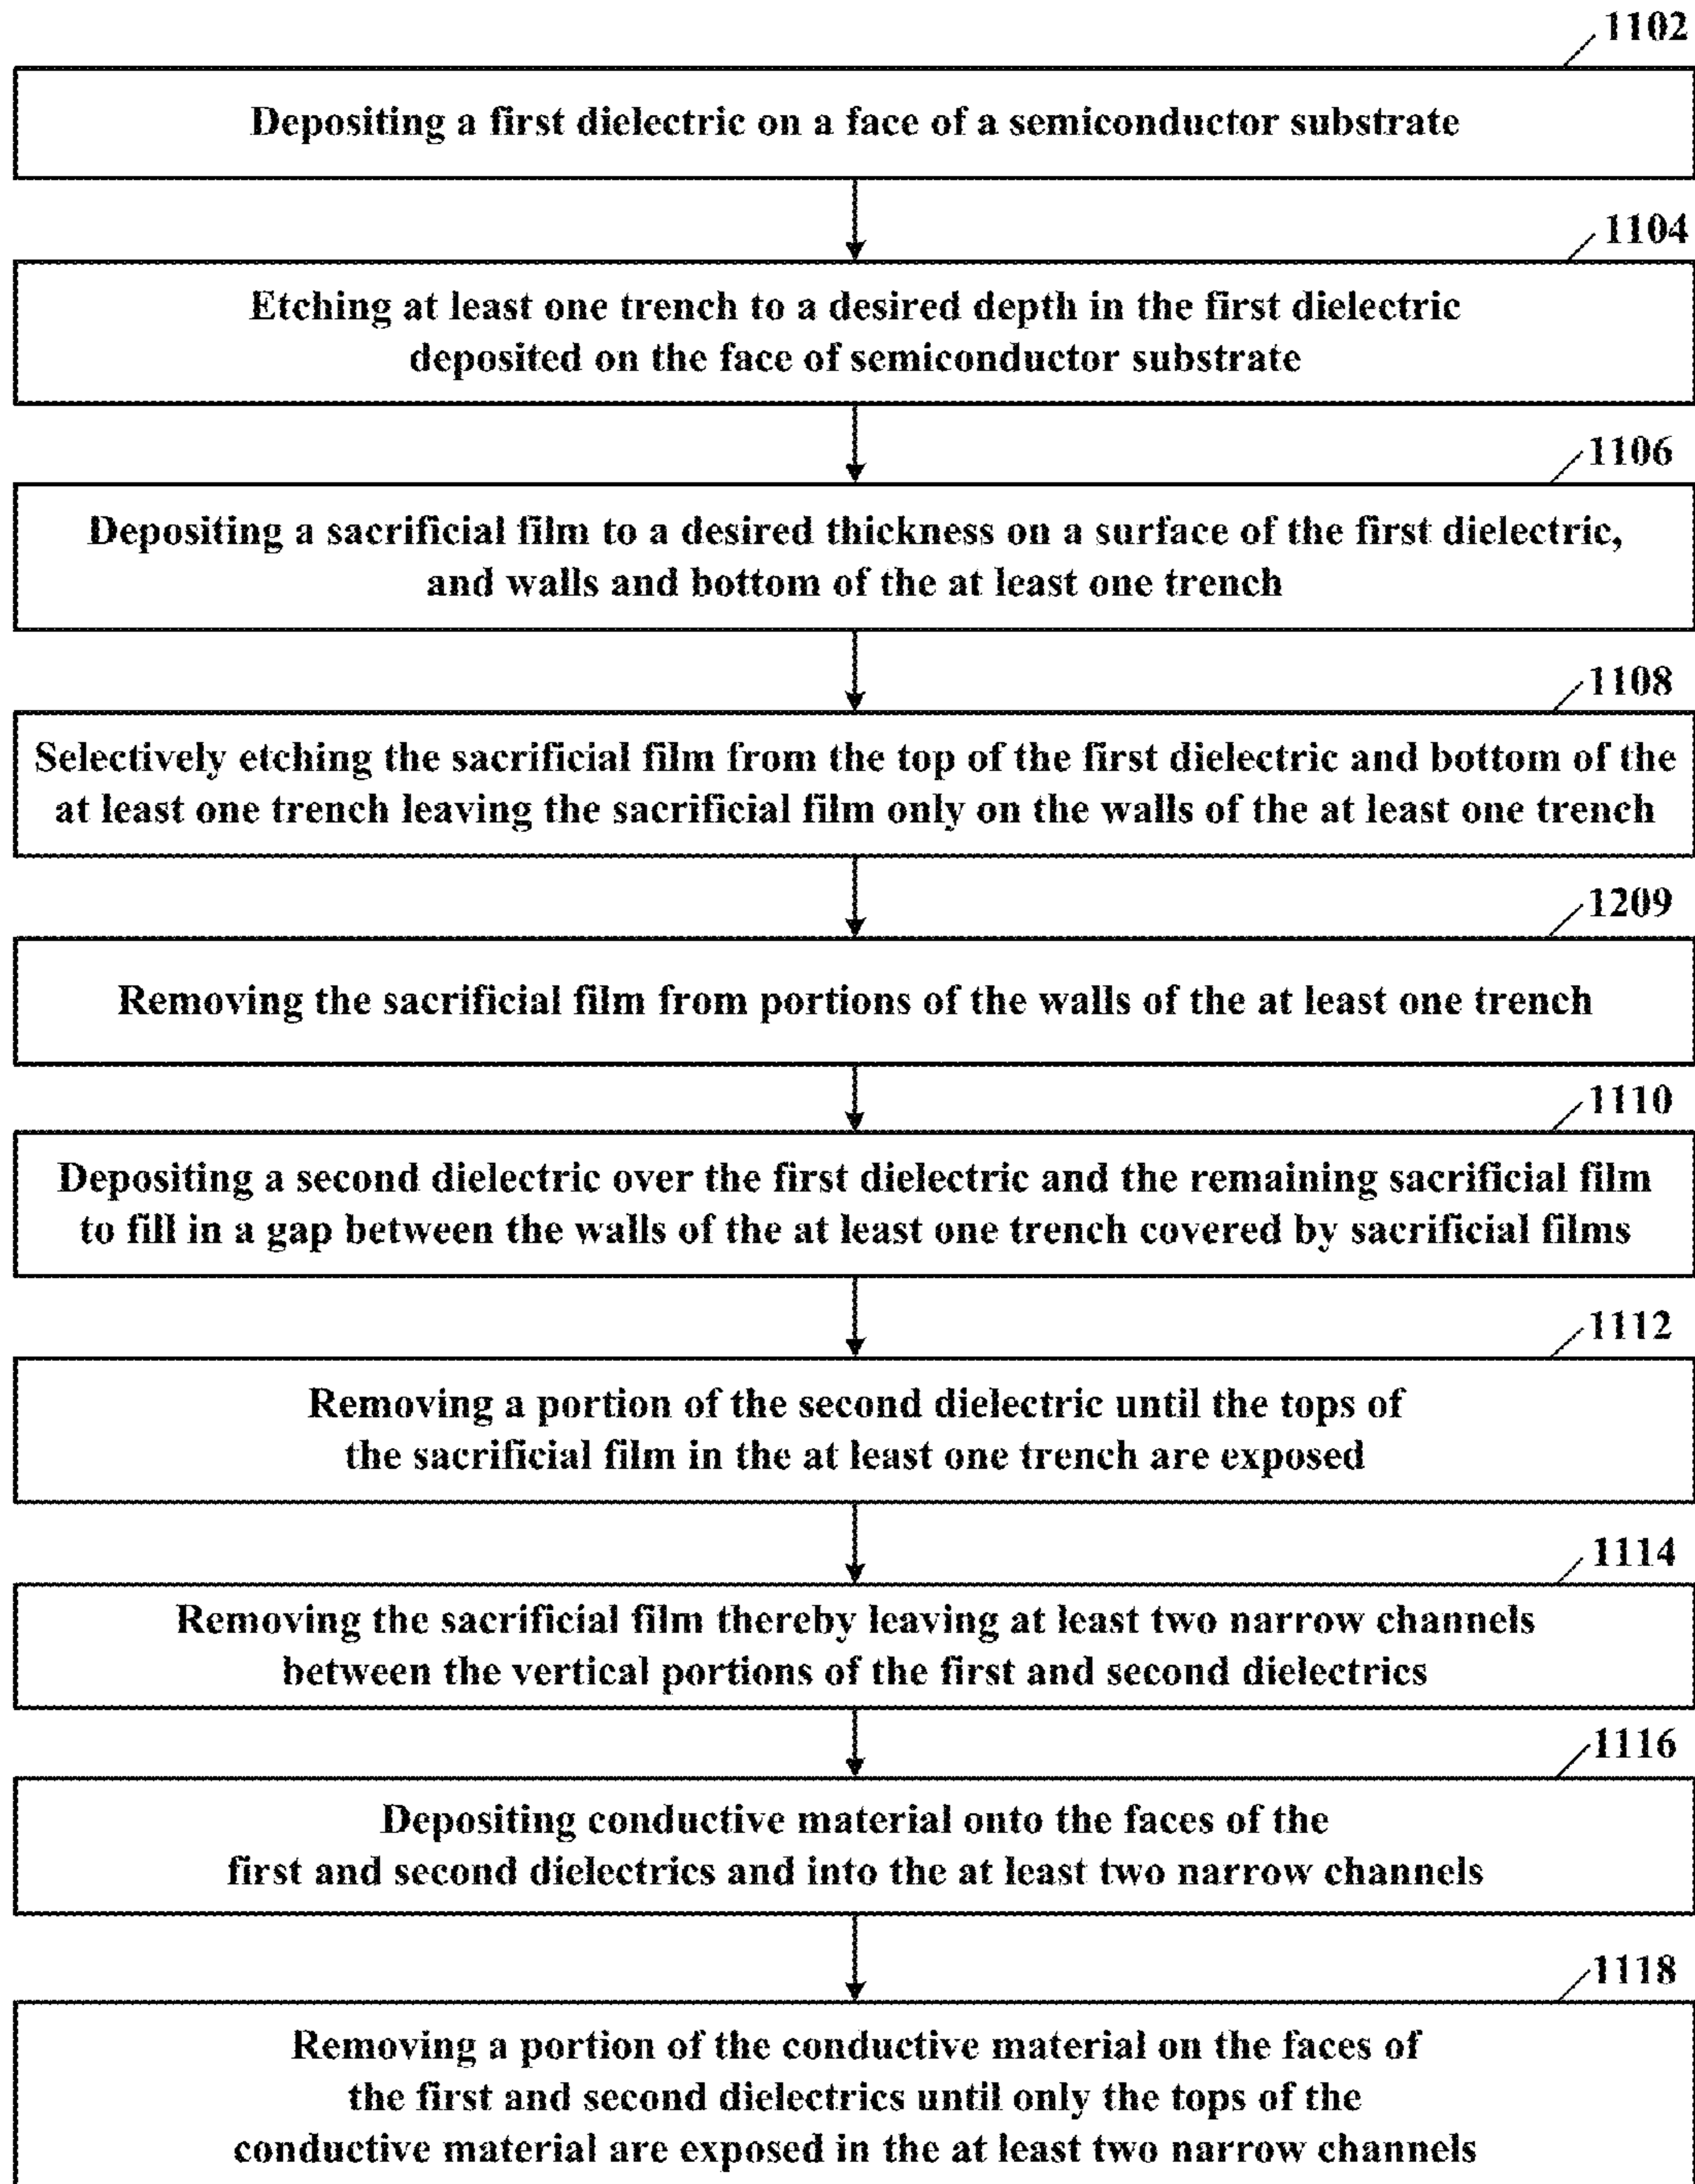 1102
Depositing a first dielectric on a face of a semiconductor substrate
1104
Etching at least one trench to a desired depth in the first dielectric
deposited on the face of semiconductor substrate
1106
Depositing a sacrificial film to a desired thickness on a surface of the first dielectric,
and walls and bottom of the at least one trench
1108
Selectively etching the sacrificial film from the top of the first dielectric and bottom of the
at least one trench leaving the sacrificial film only on the walls of the at least one trench
1209
Removing the sacrificial film from portions of the walls of the at least one trench
1110
Depositing a second dielectric over the first dielectric and the remaining sacrificial film
to fill in a gap between the walls of the at least one trench covered by sacrificial films
1112
Removing a portion of the second dielectric until the tops of
the sacrificial film in the at least one trench are exposed
1114
Removing the sacrificial film thereby leaving at least two narrow channels
between the vertical portions of the first and second dielectrics
1116
Depositing conductive material onto the faces of the
first and second dielectrics and into the at least two narrow channels
1118
Removing a portion of the conductive material on the faces of
the first and second dielectrics until only the tops of the
conductive material are exposed in the at least two narrow channels